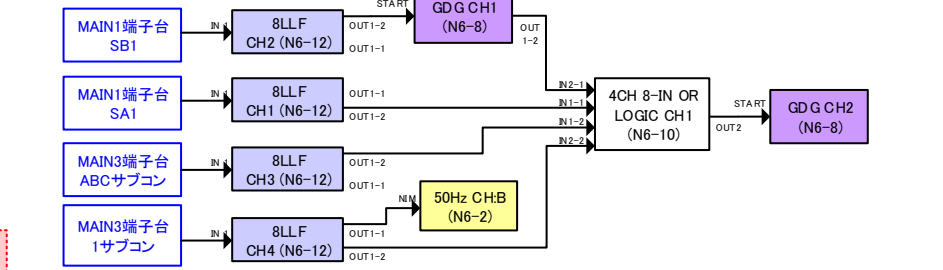 START
GDG CH1
(N6-8)
MAIN1端子台
SB1
IN 1
8LLF
CH2 (N6-12)
OUT1-2
OUT1-1
OUT
1-2
MAIN1端子台
SA1
IN 1
8LLF
CH1 (N6-12)
OUT1-1
OUT1-2
IN2-1
IN1-1
IN1-2
IN2-2
4CH 8-IN OR
LOGIC CH1
(N6-10)
OUT2
START
GDG CH2
(N6-8)
MAIN3端子台
ABCサブコン
IN 1
8LLF
CH3 (N6-12)
OUT1-2
OUT1-1
MAIN3端子台
1サブコン
IN 1
8LLF
CH4 (N6-12)
OUT1-1
OUT1-2
NIM
50Hz CH:B
(N6-2)